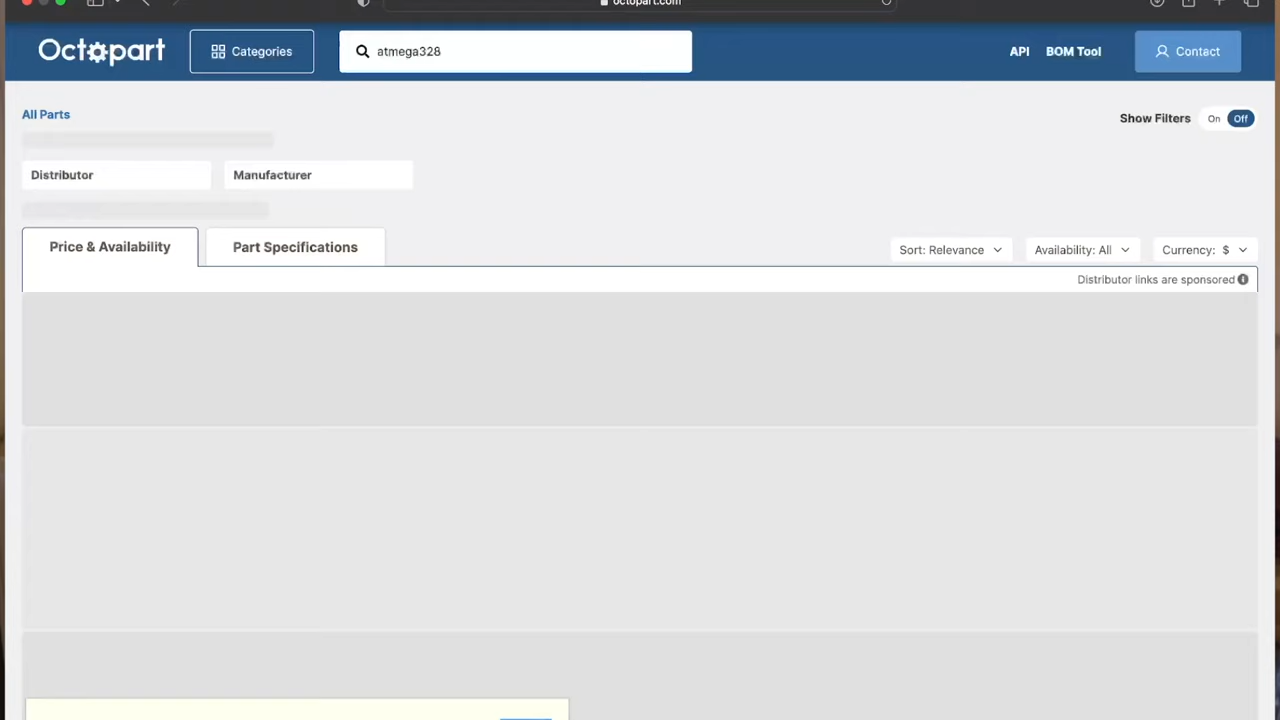 octopart.com
Octopart
Categories
atmega328
API
BOM Tool
Contact
All Parts
Show Filters
On
Off
Distributor
Manufacturer
Price & Availability
Part Specifications
Sort: Relevance
Availability: All
Currency: $
Distributor links are sponsored